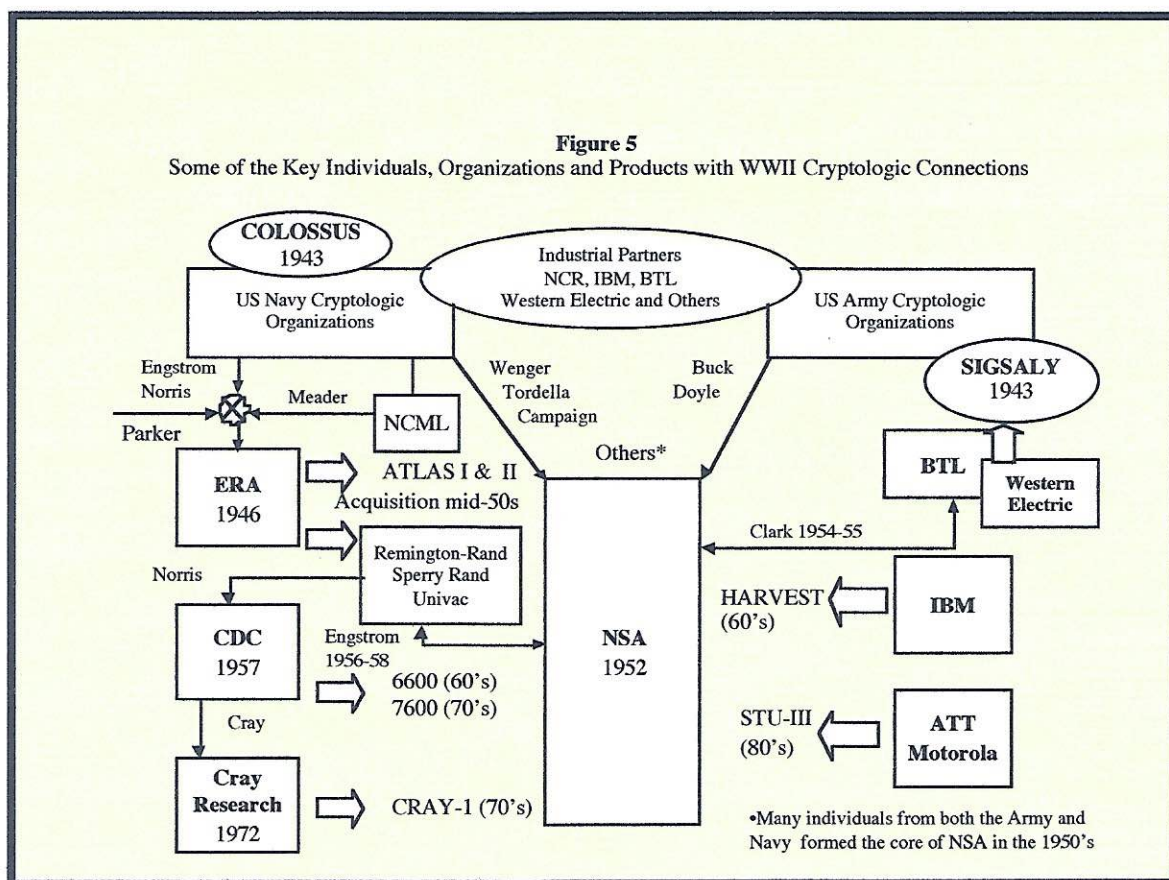 Figure 5
Some of the Key Individuals, Organizations and Products with WWII Cryptologic Connections
COLOSSUS
1943
Industrial Partners
NCR, IBM, BTL
Western Electric and Others
US Navy Cryptologic
Organizations
US Army Cryptologic
Organizations
SIGSALY
1943
Engstrom
Norris
Meader
Parker
NCML
Wenger
Tordella
Campaign
Buck
Doyle
Others*
BTL
Western
Electric
ERA
1946
ATLAS I & II
Acquisition mid-50s
Remington-Rand
Sperry Rand
Univac
Clark 1954-55
Norris
CDC
1957
Engstrom
1956-58
6600 (60's)
7600 (70's)
NSA
1952
HARVEST
(60's)
IBM
Cray
STU-III
(80's)
ATT
Motorola
Cray
Research
1972
CRAY-1 (70's)
•Many individuals from both the Army and
Navy formed the core of NSA in the 1950's